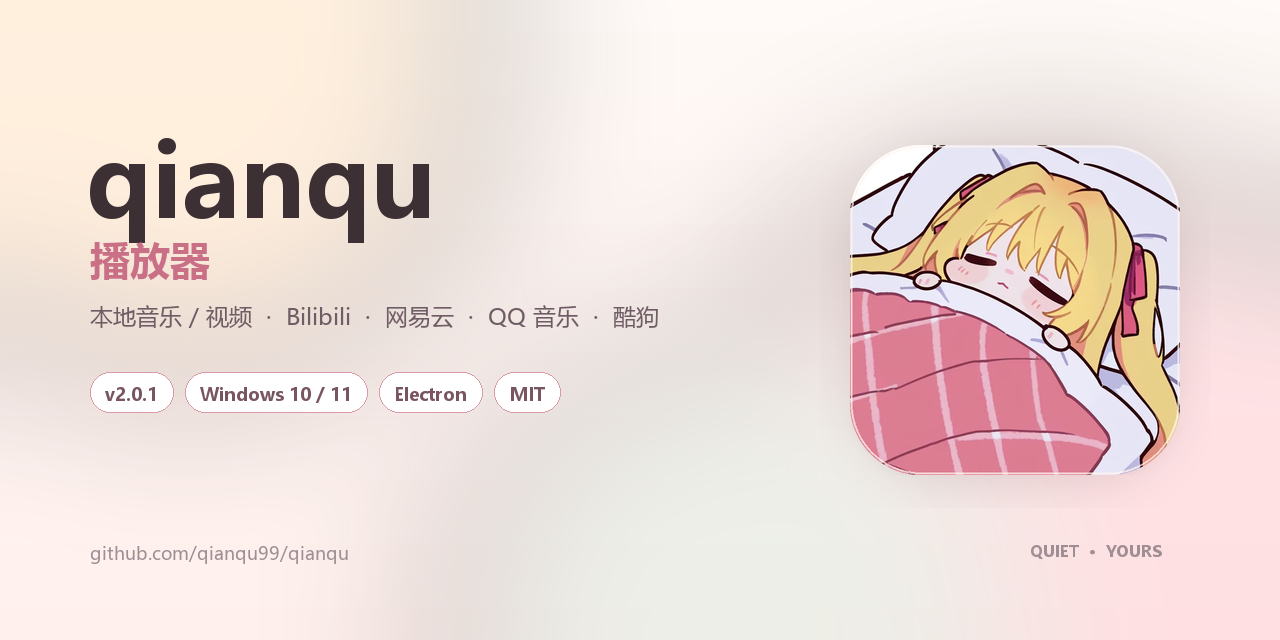 qianqu
播放器
本地音乐 / 视频 · Bilibili · 网易云 · QQ 音乐 · 酷狗
v2.0.1 Windows 10 / 11 Electron MIT
github.com/qianqu99/qianqu
QUIET • YOURS